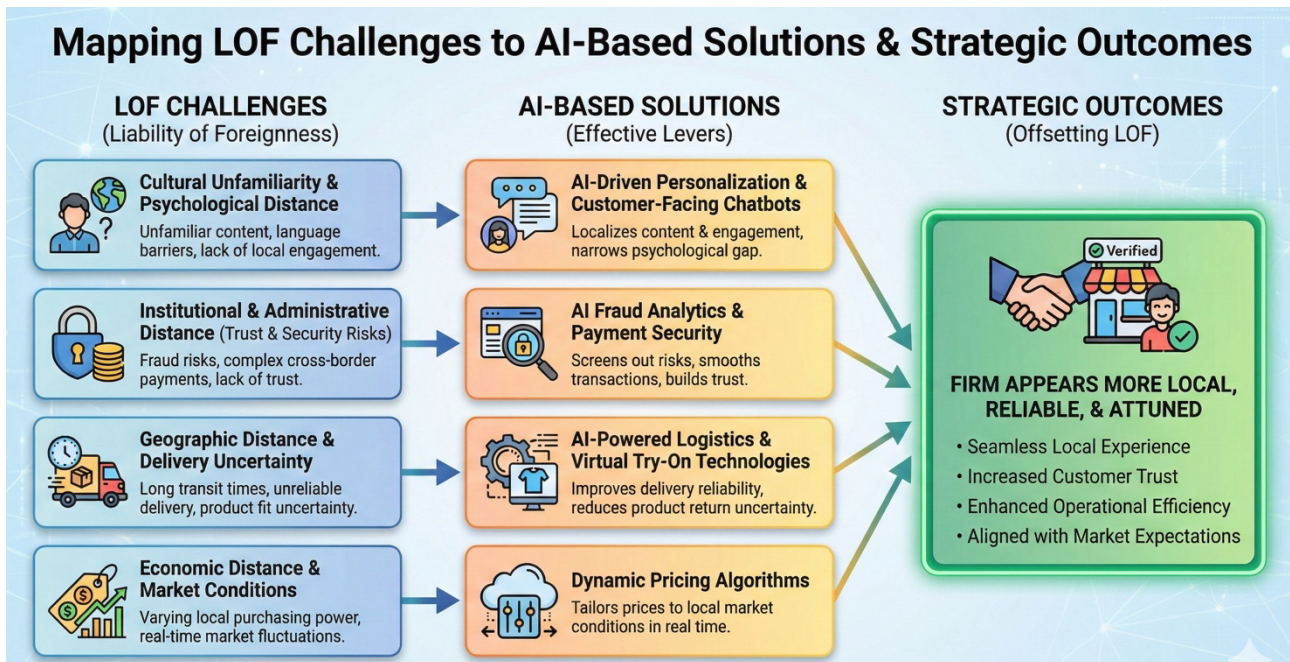 Mapping LOF Challenges to AI-Based Solutions & Strategic Outcomes
LOF CHALLENGES
(Liability of Foreignness)
Cultural Unfamiliarity &
Psychological Distance
Unfamiliar content, language
barriers, lack of local engagement.
?
Institutional & Administrative
Distance (Trust & Security Risks)
Fraud risks, complex cross-border
payments, lack of trust.
Geographic Distance &
Delivery Uncertainty
Long transit times, unreliable
delivery, product fit uncertainty.
Economic Distance &
Market Conditions
Varying local purchasing power,
real-time market fluctuations.
$
$
AI-BASED SOLUTIONS
(Effective Levers)
AI-Driven Personalization &
Customer-Facing Chatbots
Localizes content & engagement,
narrows psychological gap.
AI Fraud Analytics &
Payment Security
Screens out risks, smooths
transactions, builds trust.
AI-Powered Logistics &
Virtual Try-On Technologies
Improves delivery reliability,
reduces product return uncertainty.
Dynamic Pricing Algorithms
Tailors prices to local market
conditions in real time.
STRATEGIC OUTCOMES
(Offsetting LOF)
Verified
FIRM APPEARS MORE LOCAL,
RELIABLE, & ATTUNED
• Seamless Local Experience
• Increased Customer Trust
• Enhanced Operational Efficiency
• Aligned with Market Expectations